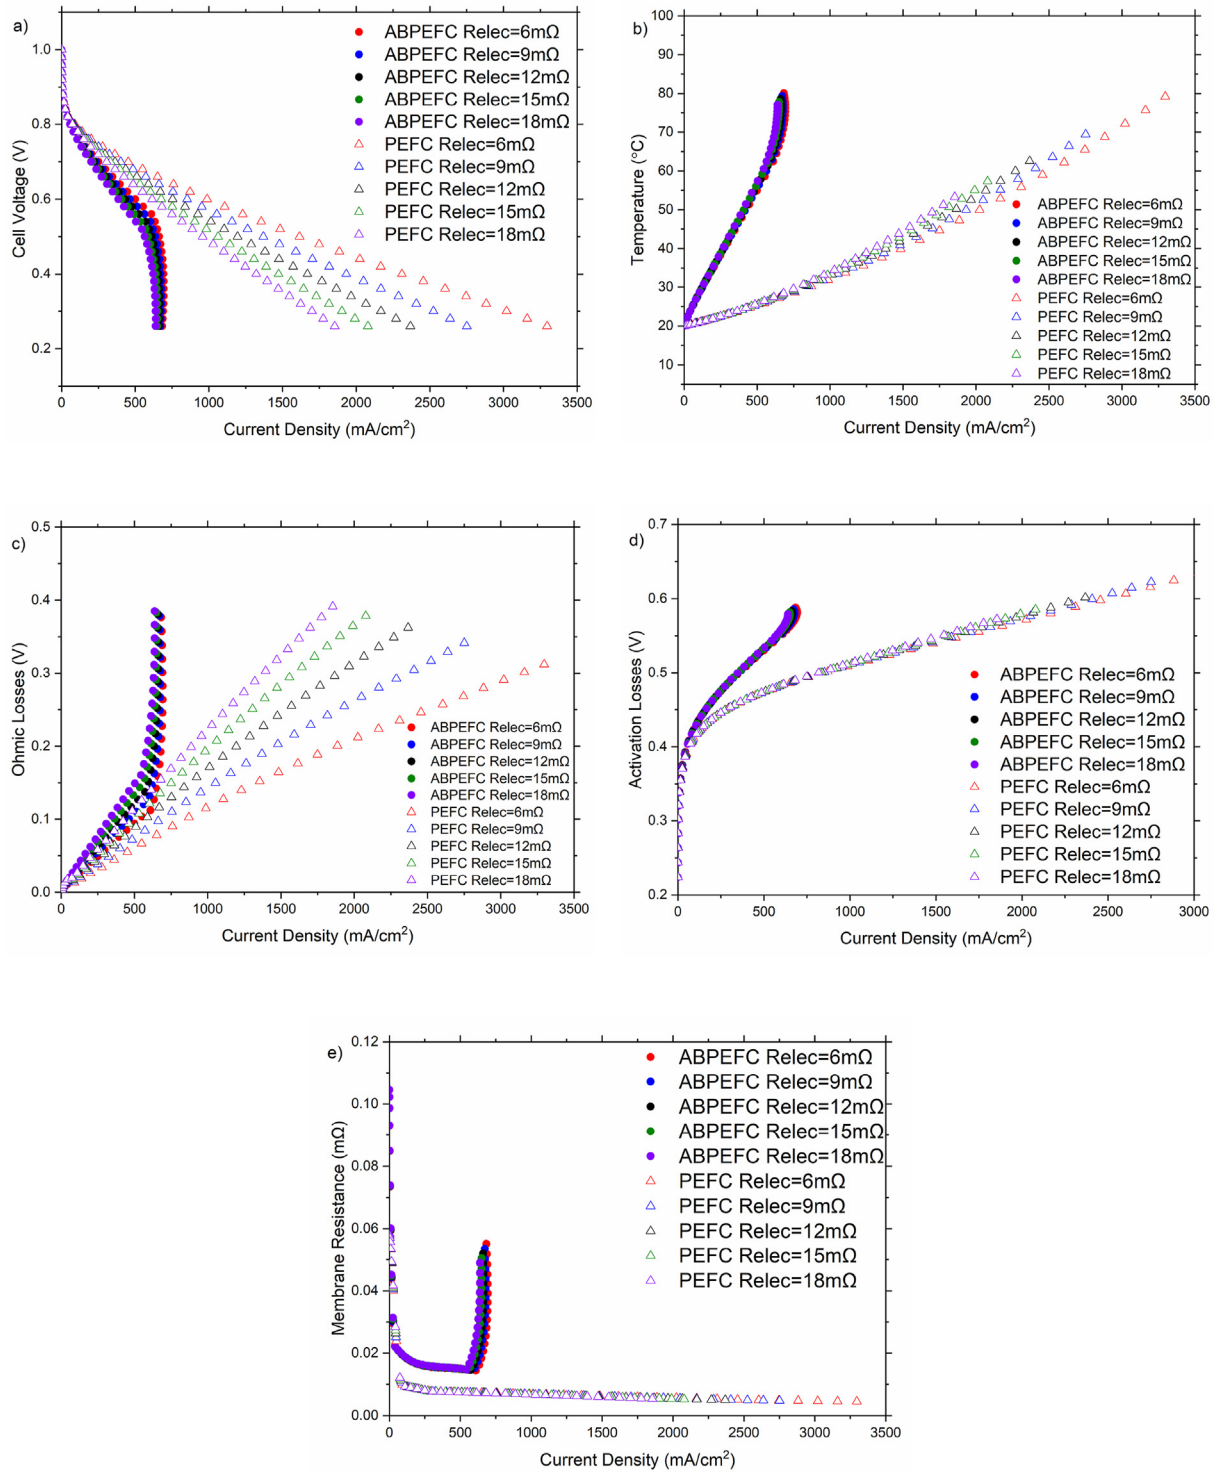 a)
ABPEFC Relec=6mΩ
ABPEFC Relec=9mΩ
ABPEFC Relec=12mΩ
ABPEFC Relec=15mΩ
ABPEFC Relec=18mΩ
PEFC Relec=6mΩ
PEFC Relec=9mΩ
PEFC Relec=12mΩ
PEFC Relec=15mΩ
PEFC Relec=18mΩ
1.0
0.8
0.6
0.4
0.2
Cell Voltage (V)
0 500 1000 1500 2000 2500 3000 3500
Current Density (mA/cm²)
b)
100
90
80
70
60
50
40
30
20
10
Temperature (°C)
ABPEFC Relec=6mΩ
ABPEFC Relec=9mΩ
ABPEFC Relec=12mΩ
ABPEFC Relec=15mΩ
ABPEFC Relec=18mΩ
PEFC Relec=6mΩ
PEFC Relec=9mΩ
PEFC Relec=12mΩ
PEFC Relec=15mΩ
PEFC Relec=18mΩ
0 500 1000 1500 2000 2500 3000 3500
Current Density (mA/cm²)
c)
0.5
0.4
0.3
0.2
0.1
0.0
Ohmic Losses (V)
ABPEFC Relec=6mΩ
ABPEFC Relec=9mΩ
ABPEFC Relec=12mΩ
ABPEFC Relec=15mΩ
ABPEFC Relec=18mΩ
PEFC Relec=6mΩ
PEFC Relec=9mΩ
PEFC Relec=12mΩ
PEFC Relec=15mΩ
PEFC Relec=18mΩ
0 500 1000 1500 2000 2500 3000 3500
Current Density (mA/cm²)
d)
0.7
0.6
0.5
0.4
0.3
0.2
Activation Losses (V)
ABPEFC Relec=6mΩ
ABPEFC Relec=9mΩ
ABPEFC Relec=12mΩ
ABPEFC Relec=15mΩ
ABPEFC Relec=18mΩ
PEFC Relec=6mΩ
PEFC Relec=9mΩ
PEFC Relec=12mΩ
PEFC Relec=15mΩ
PEFC Relec=18mΩ
0 500 1000 1500 2000 2500 3000
Current Density (mA/cm²)
e)
0.12
0.10
0.08
0.06
0.04
0.02
0.00
Membrane Resistance (mΩ)
ABPEFC Relec=6mΩ
ABPEFC Relec=9mΩ
ABPEFC Relec=12mΩ
ABPEFC Relec=15mΩ
ABPEFC Relec=18mΩ
PEFC Relec=6mΩ
PEFC Relec=9mΩ
PEFC Relec=12mΩ
PEFC Relec=15mΩ
PEFC Relec=18mΩ
0 500 1000 1500 2000 2500 3000 3500
Current Density (mA/cm²)